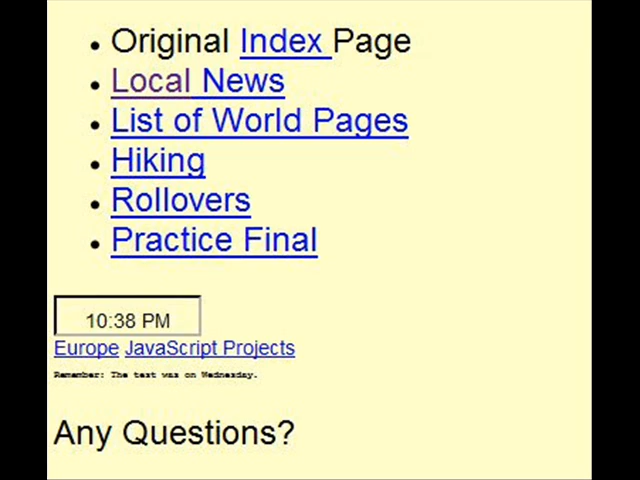 Original Index Page
Local News
List of World Pages
Hiking
Rollovers
Practice Final
10:38 PM
Europe JavaScript Projects
Remember: The test was on Wednesday.
Any Questions?